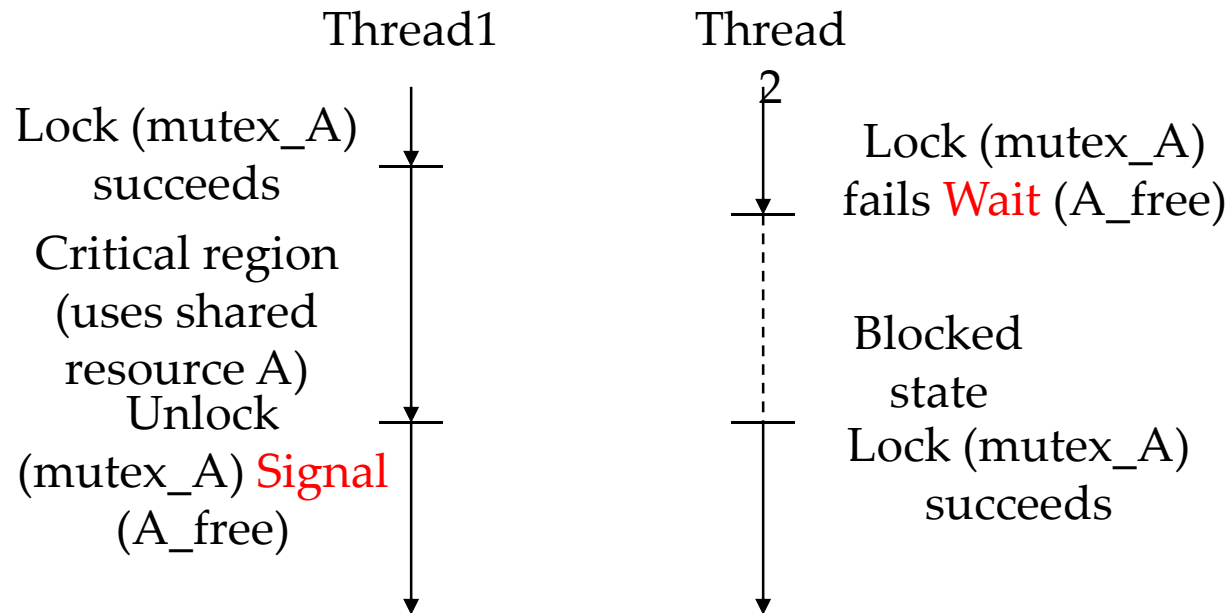 Thread1
Lock (mutex_A)
succeeds
Critical region
(uses shared
resource A)
Unlock
(mutex_A) Signal
(A_free)
Thread
2
Lock (mutex_A)
fails Wait (A_free)
Blocked
state
Lock (mutex_A)
succeeds